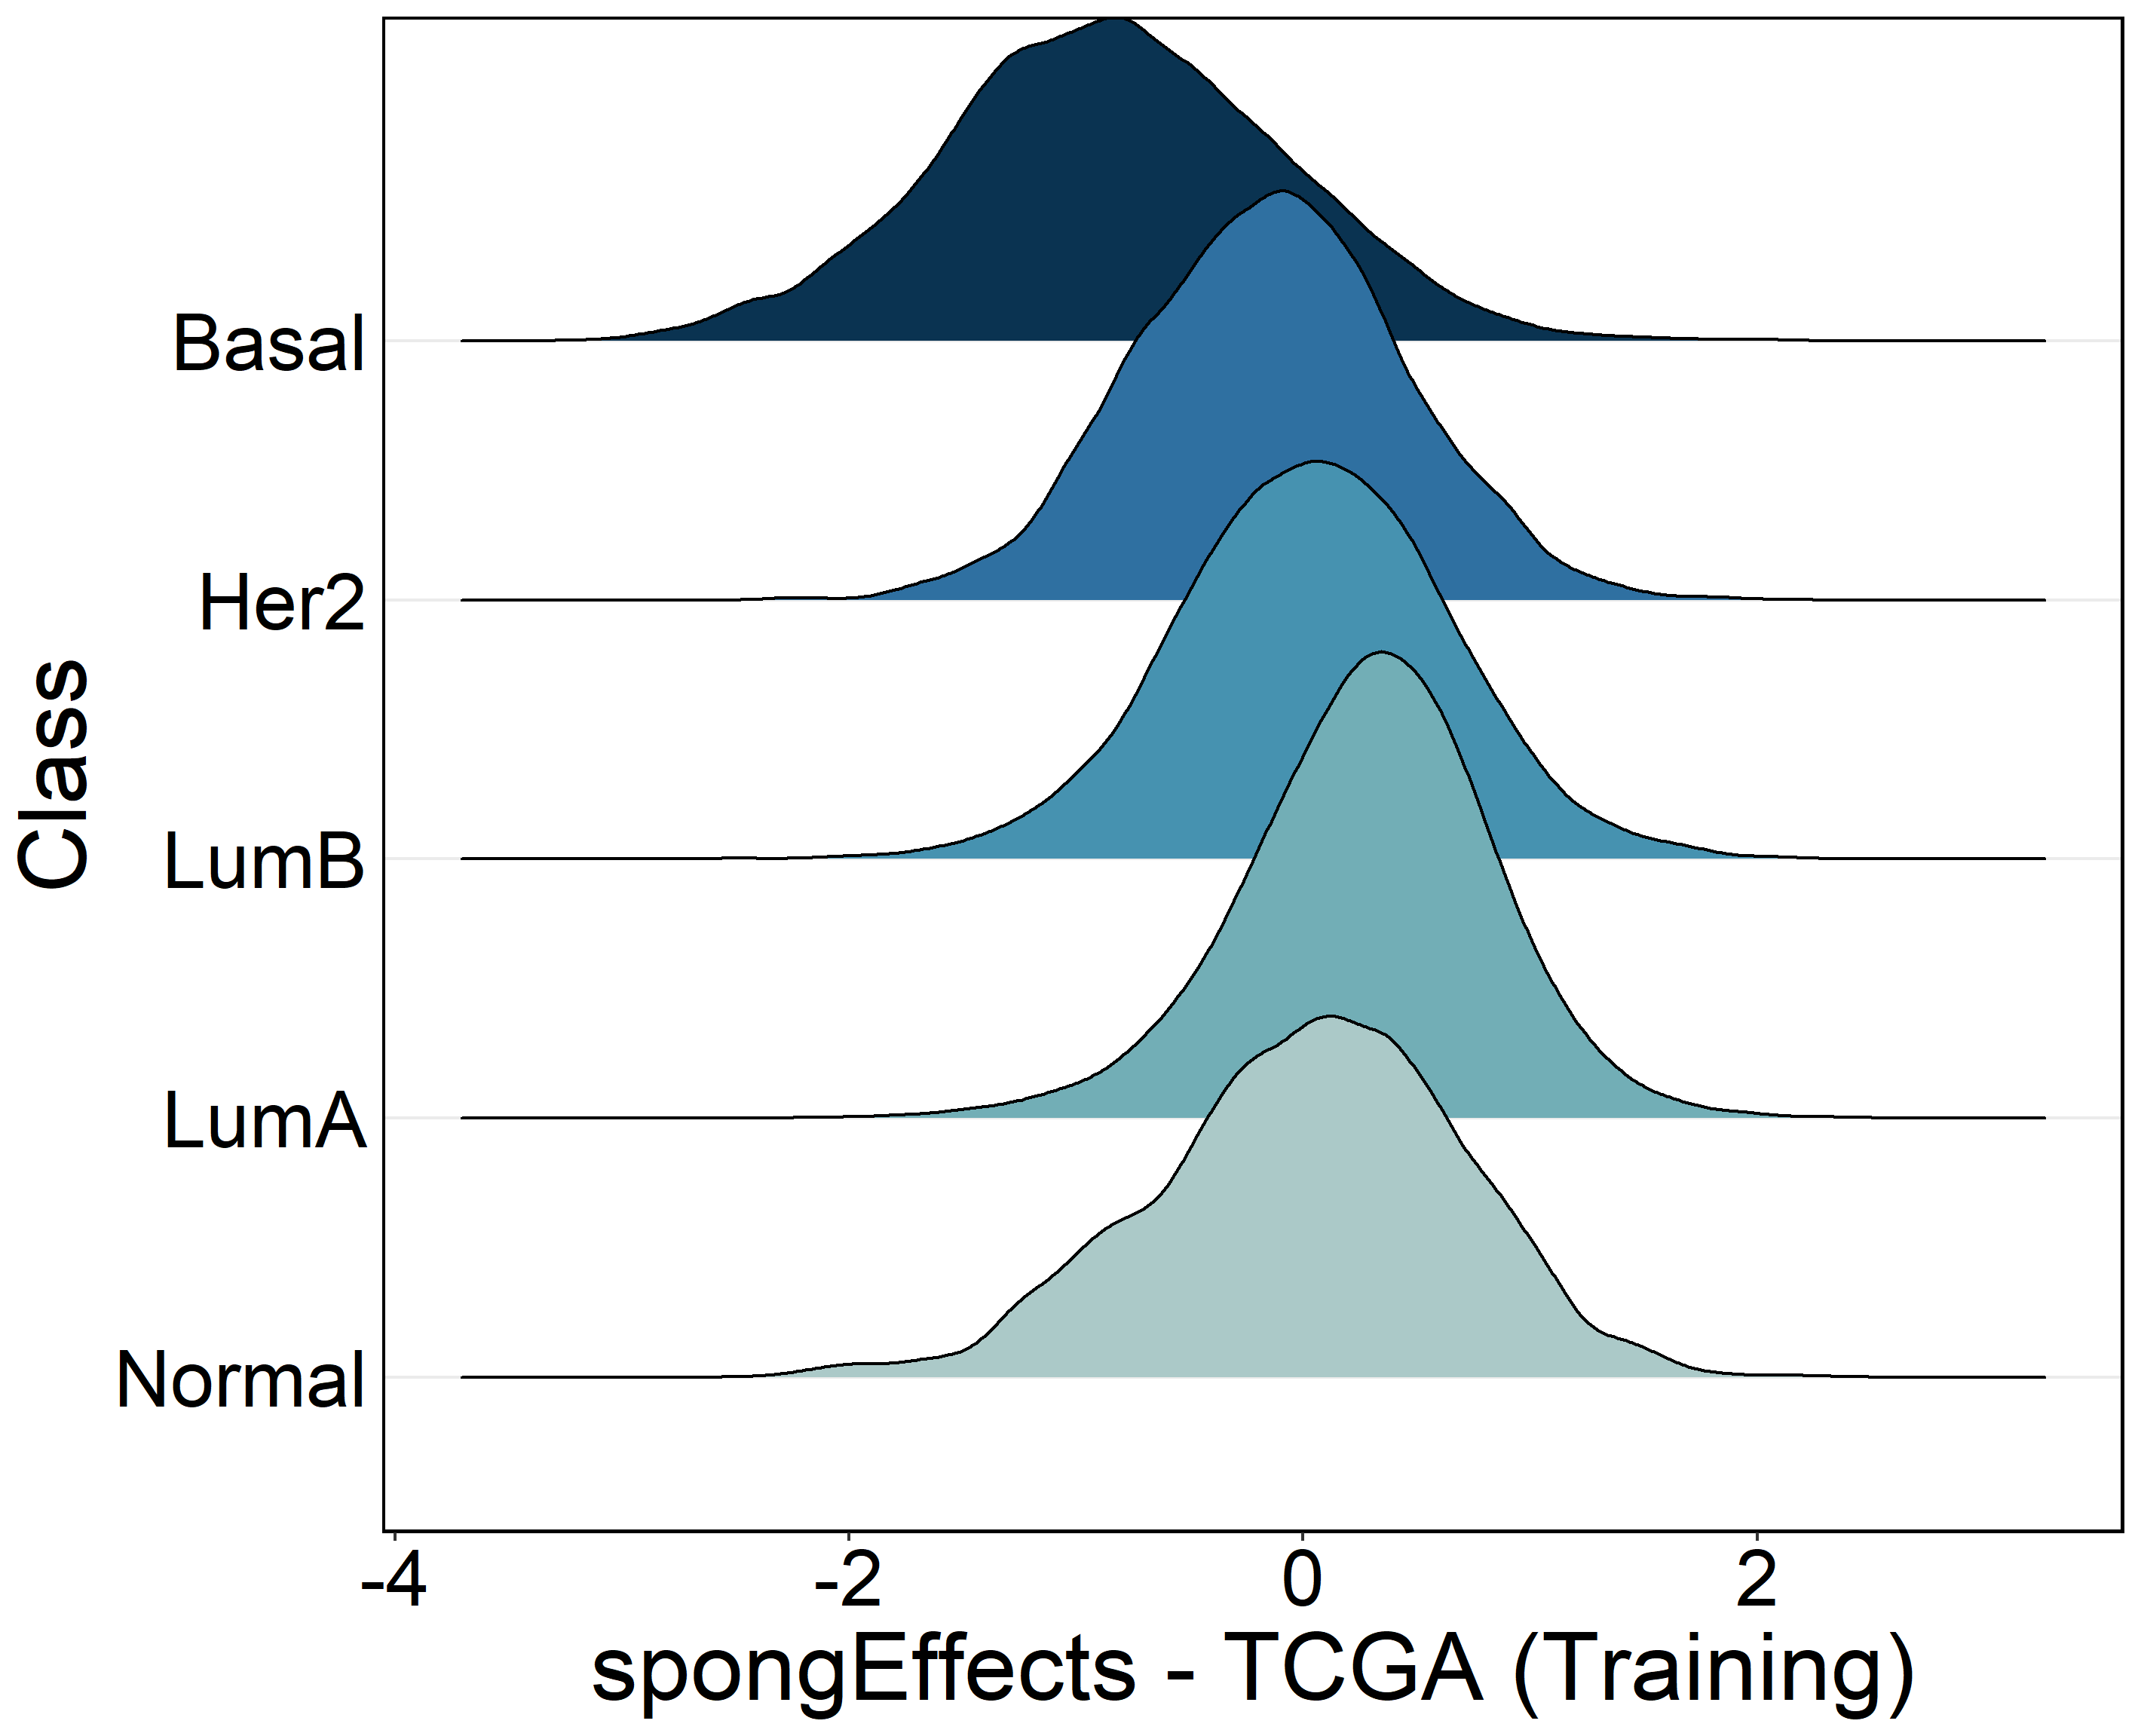 Class
Basal
Her2
LumB
LumA
Normal
-4 -2 0 2
spongEffects - TCGA (Training)